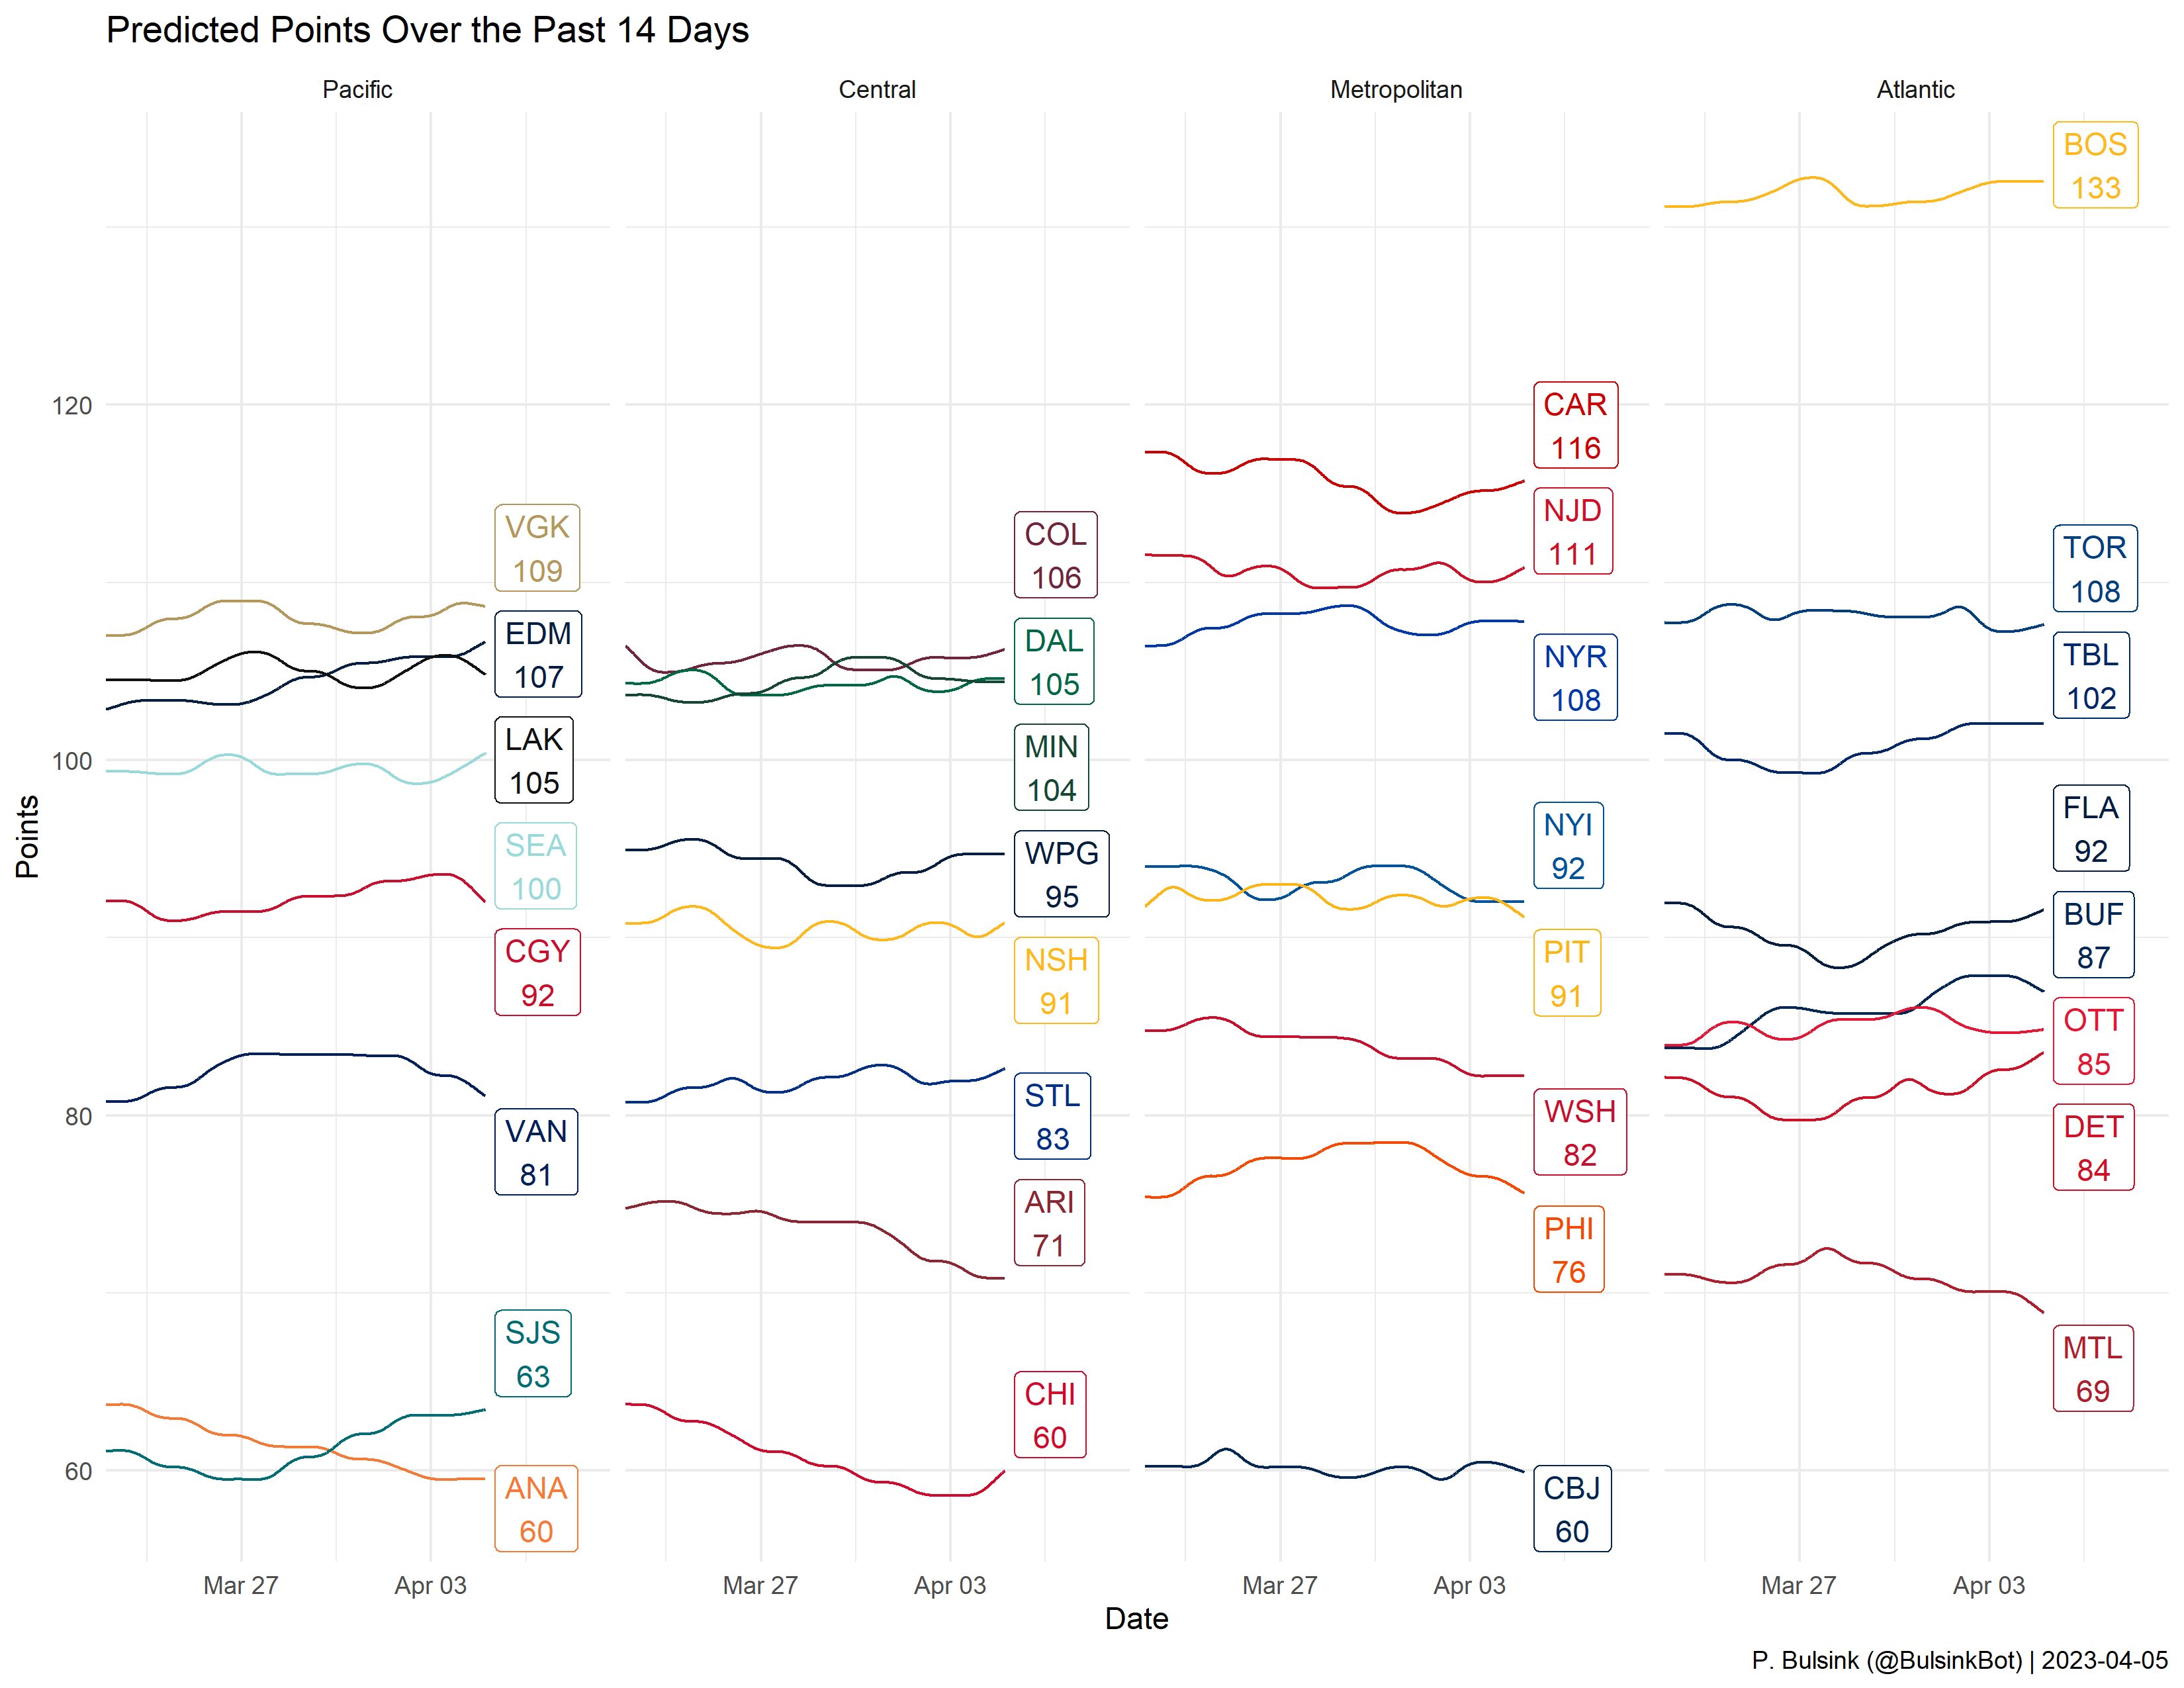 Predicted Points Over the Past 14 Days
Pacific
Central
Metropolitan
Atlantic
Points
120
100
80
60
VGK
109
EDM
107
LAK
105
SEA
100
CGY
92
VAN
81
SJS
63
ANA
60
COL
106
DAL
105
MIN
104
WPG
95
NSH
91
STL
83
ARI
71
CHI
60
CAR
116
NJD
111
NYR
108
NYI
92
PIT
91
WSH
82
PHI
76
CBJ
60
BOS
133
TOR
108
TBL
102
FLA
92
BUF
87
OTT
85
DET
84
MTL
69
Mar 27
Apr 03
Mar 27
Apr 03
Mar 27
Apr 03
Mar 27
Apr 03
Date
P. Bulsink (@BulsinkBot) | 2023-04-05